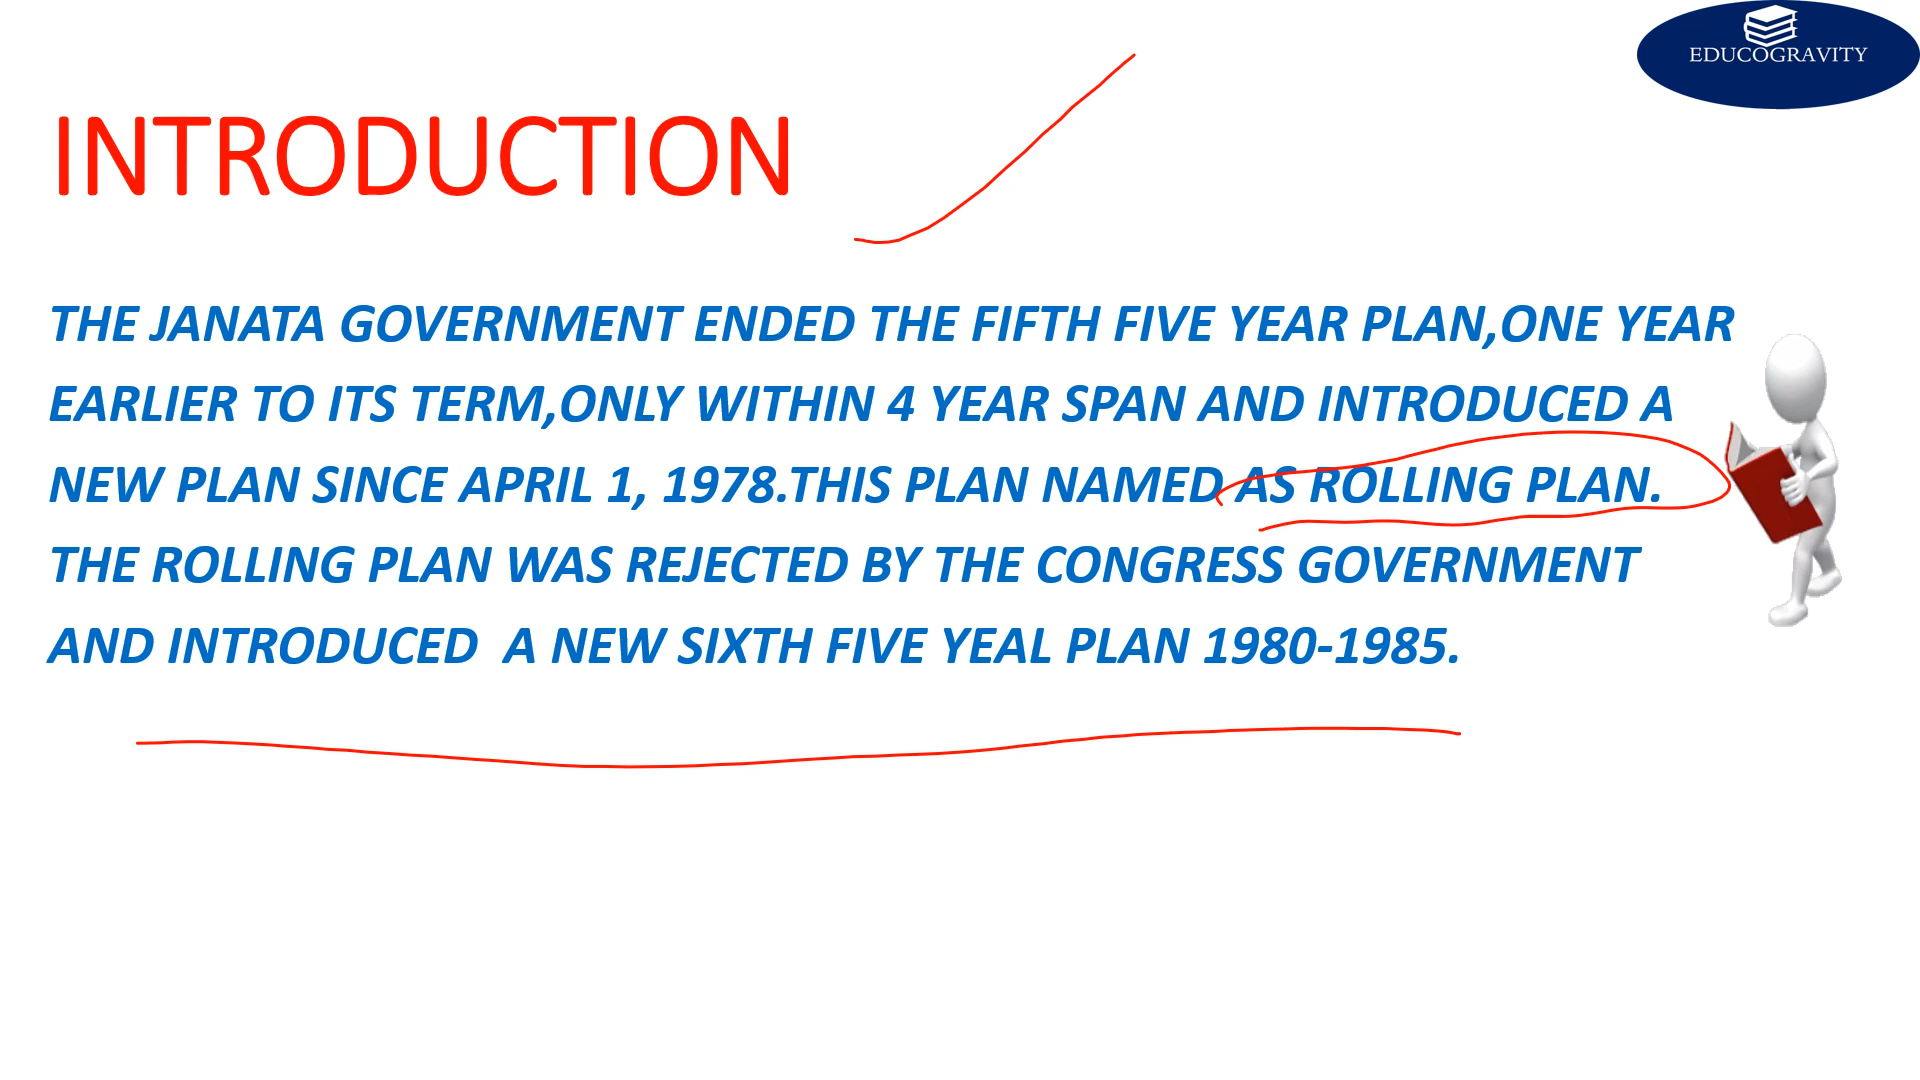 EDUCOGRAVITY
INTRODUCTION
THE JANATA GOVERNMENT ENDED THE FIFTH FIVE YEAR PLAN,ONE YEAR
EARLIER TO ITS TERM,ONLY WITHIN 4 YEAR SPAN AND INTRODUCED A
NEW PLAN SINCE APRIL 1, 1978.THIS PLAN NAMED AS ROLLING PLAN.
THE ROLLING PLAN WAS REJECTED BY THE CONGRESS GOVERNMENT
AND INTRODUCED  A NEW SIXTH FIVE YEAL PLAN 1980-1985.